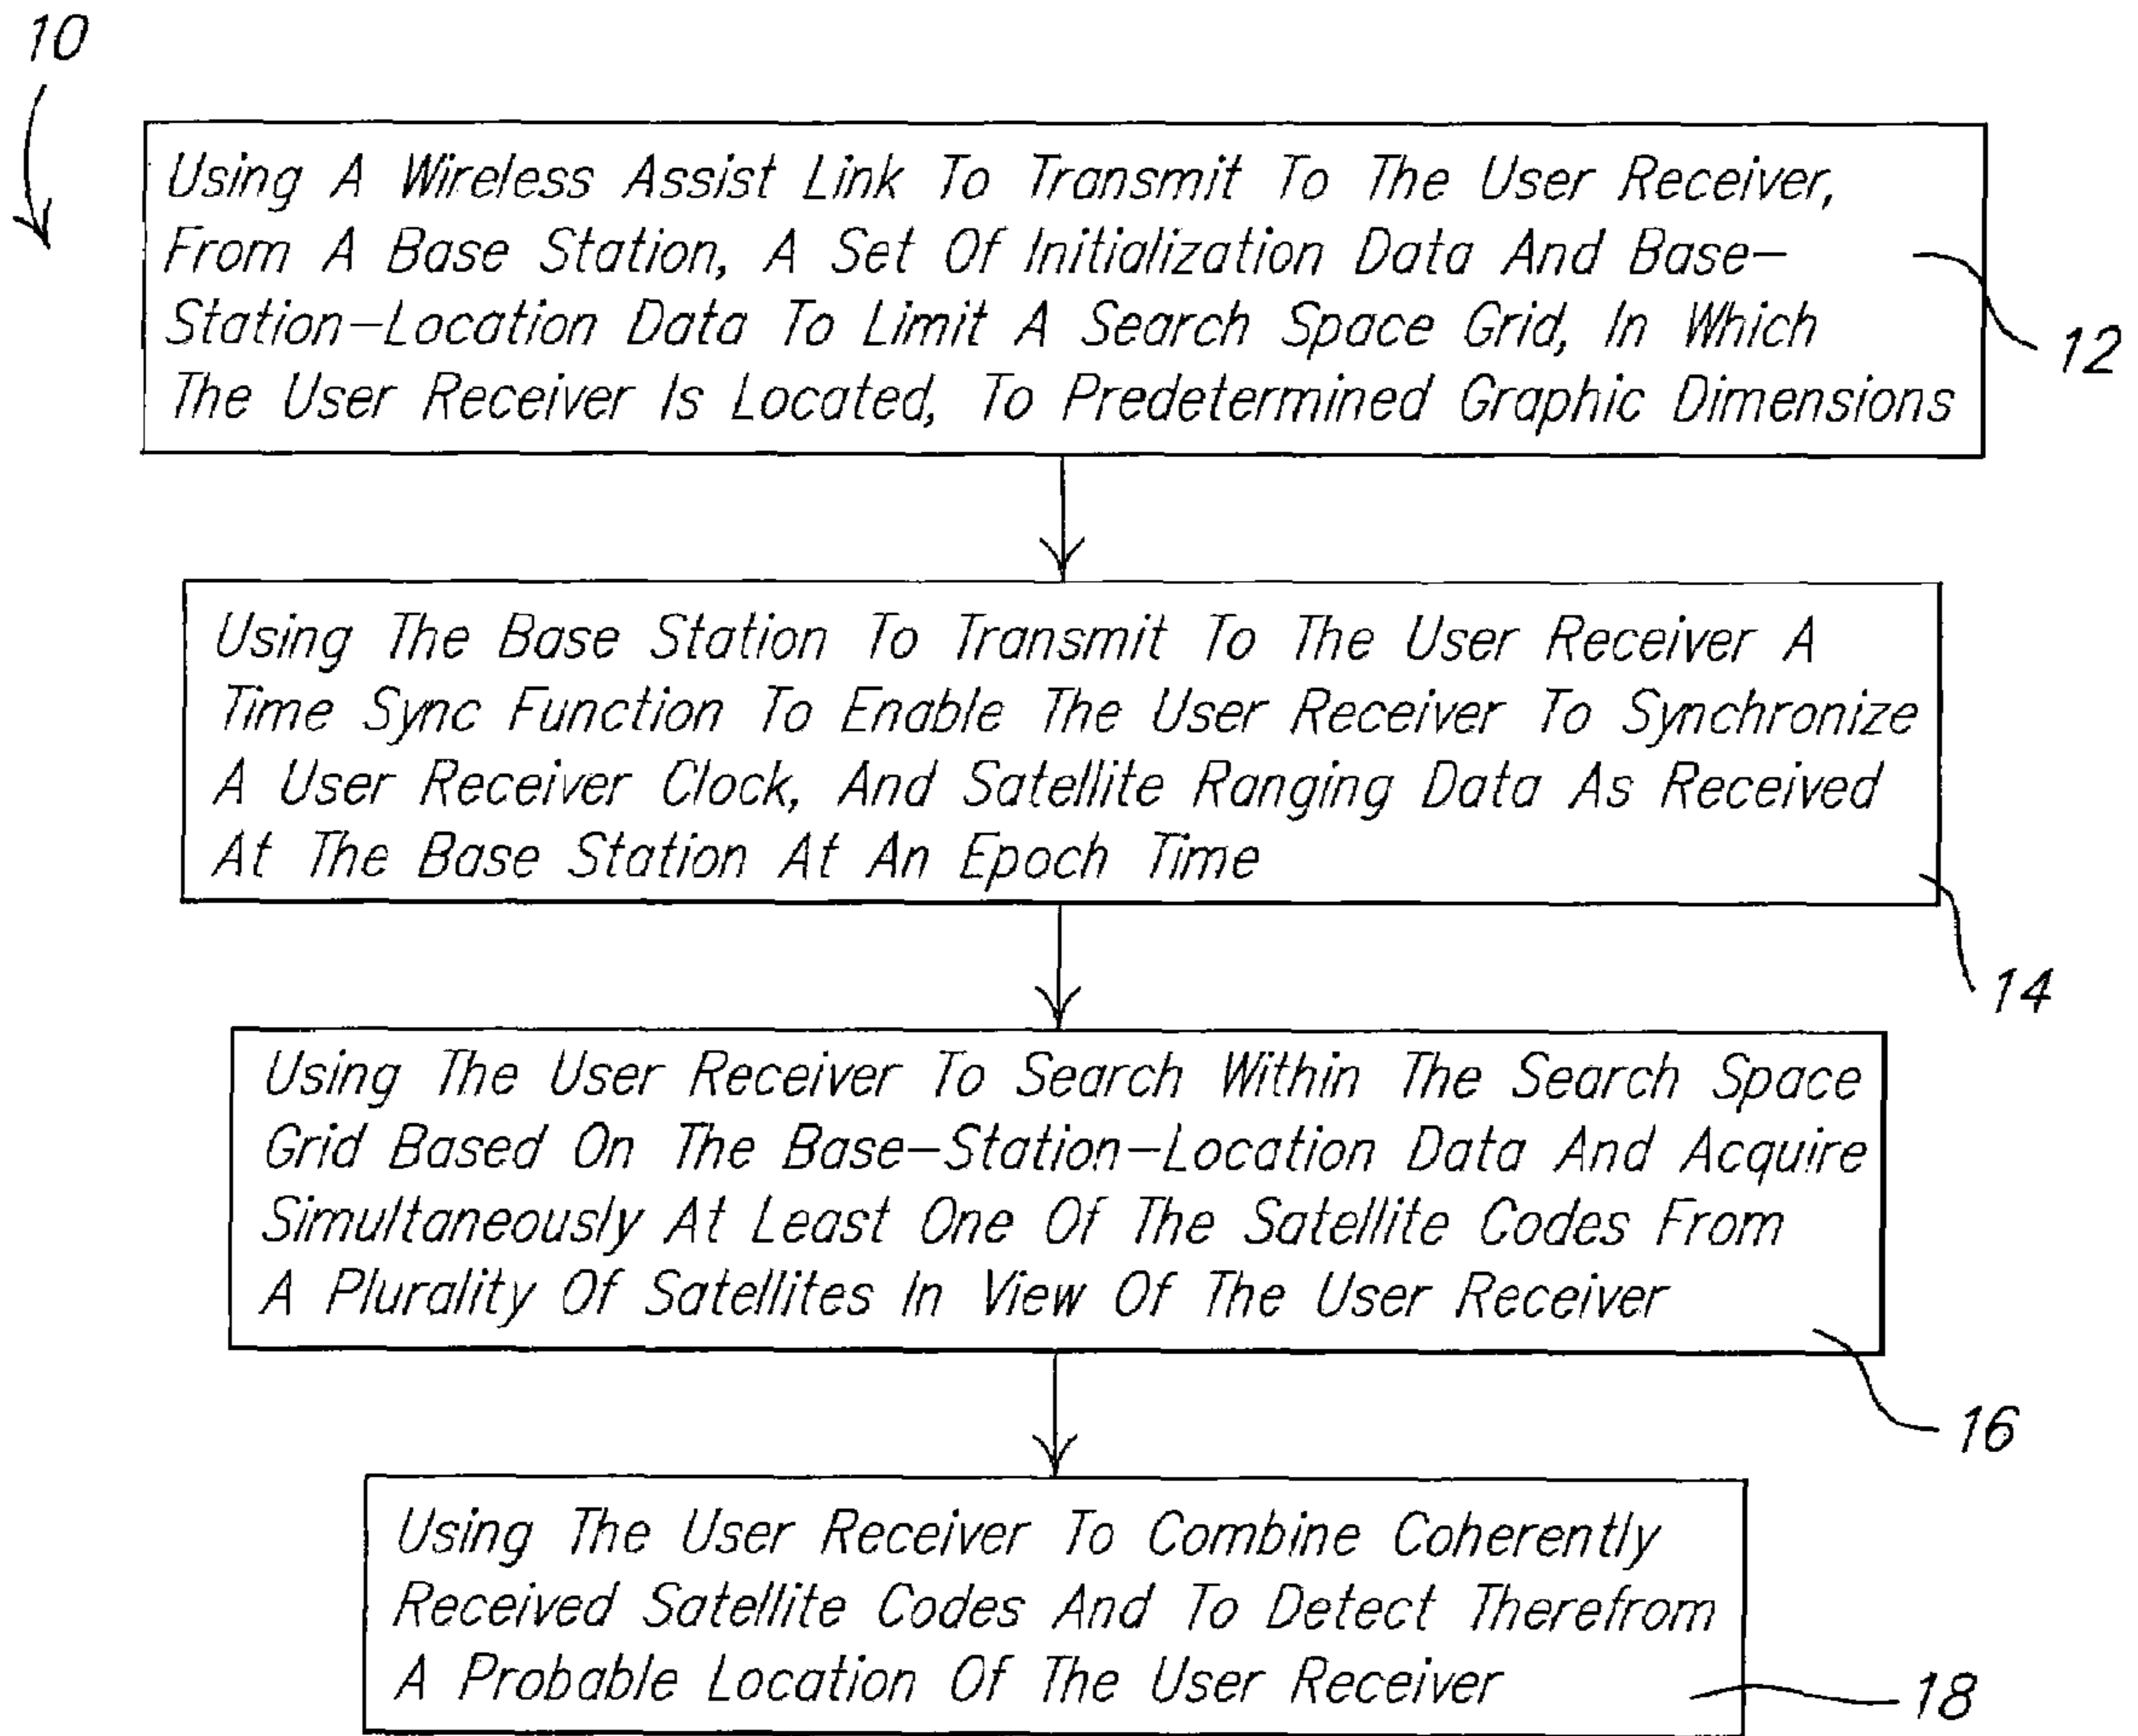 10
Using A Wireless Assist Link To Transmit To The User Receiver,
From A Base Station, A Set Of Initialization Data And Base-
Station-Location Data To Limit A Search Space Grid, In Which
The User Receiver Is Located, To Predetermined Graphic Dimensions
12
Using The Base Station To Transmit To The User Receiver A
Time Sync Function To Enable The User Receiver To Synchronize
A User Receiver Clock, And Satellite Ranging Data As Received
At The Base Station At An Epoch Time
14
Using The User Receiver To Search Within The Search Space
Grid Based On The Base-Station-Location Data And Acquire
Simultaneously At Least One Of The Satellite Codes From
A Plurality Of Satellites In View Of The User Receiver
16
Using The User Receiver To Combine Coherently
Received Satellite Codes And To Detect Therefrom
A Probable Location Of The User Receiver
18